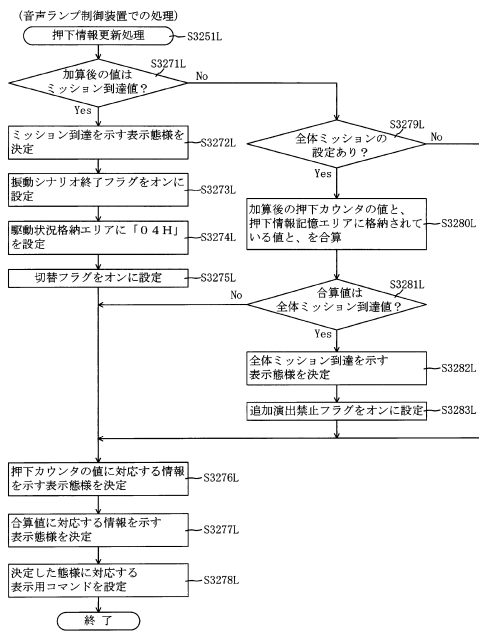 (音声ランプ制御装置での処理)
押下情報更新処理
S3251L
加算後の値は
ミッション到達値？
S3271L
No
Yes
ミッション到達を示す表示態様を
決定
S3272L
振動シナリオ終了フラグをオンに
設定
S3273L
駆動状況格納エリアに「04H」
を設定
S3274L
切替フラグをオンに設定
S3275L
全体ミッションの
設定あり？
S3279L
No
Yes
加算後の押下カウンタの値と、
押下情報記憶エリアに格納されて
いる値と、を合算
S3280L
合算値は
全体ミッション到達値？
S3281L
No
Yes
全体ミッション到達を示す
表示態様を決定
S3282L
追加演出禁止フラグをオンに設定
S3283L
押下カウンタの値に対応する情報
を示す表示態様を決定
S3276L
合算値に対応する情報を示す
表示態様を決定
S3277L
決定した態様に対応する
表示用コマンドを設定
S3278L
終了